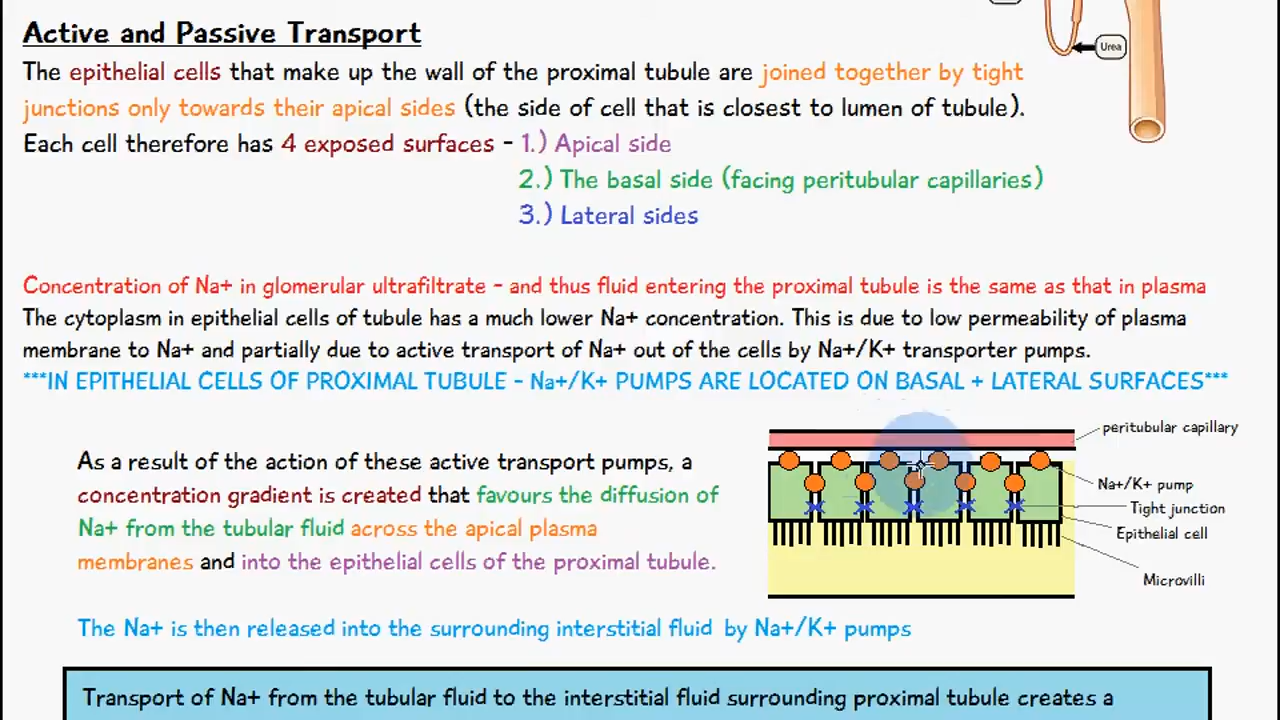 Active and Passive Transport
Urea
The epithelial cells that make up the wall of the proximal tubule are joined together by tight
junctions only towards their apical sides (the side of cell that is closest to lumen of tubule).
Each cell therefore has 4 exposed surfaces - 1.) Apical side
2.) The basal side (facing peritubular capillaries)
3.) Lateral sides
Concentration of Na+ in glomerular ultrafiltrate - and thus fluid entering the proximal tubule is the same as that in plasma
The cytoplasm in epithelial cells of tubule has a much lower Na+ concentration. This is due to low permeability of plasma
membrane to Na+ and partially due to active transport of Na+ out of the cells by Na+/K+ transporter pumps.
***IN EPITHELIAL CELLS OF PROXIMAL TUBULE - Na+/K+ PUMPS ARE LOCATED ON BASAL + LATERAL SURFACES***
As a result of the action of these active transport pumps, a
concentration gradient is created that favours the diffusion of
Na+ from the tubular fluid across the apical plasma
membranes and into the epithelial cells of the proximal tubule.
peritubular capillary
Na+/K+ pump
Tight junction
Epithelial cell
Microvilli
The Na+ is then released into the surrounding interstitial fluid by Na+/K+ pumps
Transport of Na+ from the tubular fluid to the interstitial fluid surrounding proximal tubule creates a